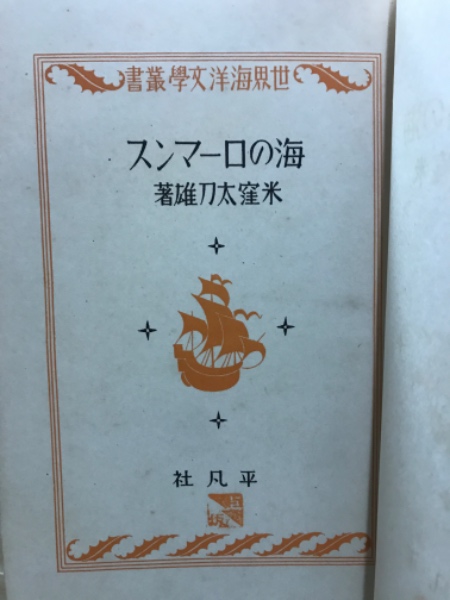 書叢學文洋海界世
スンマーロの海
著雄刀太窪米
社凡平